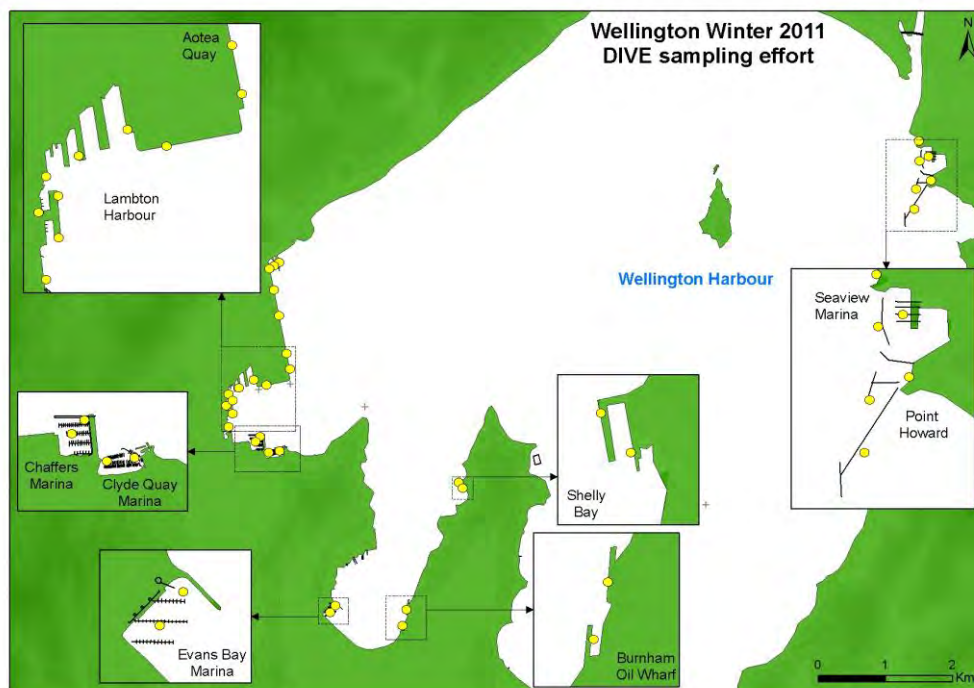 Wellington Winter 2011
DIVE sampling effort
N
Aotea
Quay
Lambton
Harbour
Wellington Harbour
Seaview
Marina
Point
Howard
Chaffers
Marina
Clyde Quay
Marina
Shelly
Bay
Evans Bay
Marina
Burnham
Oil Wharf
0 1 2
Km